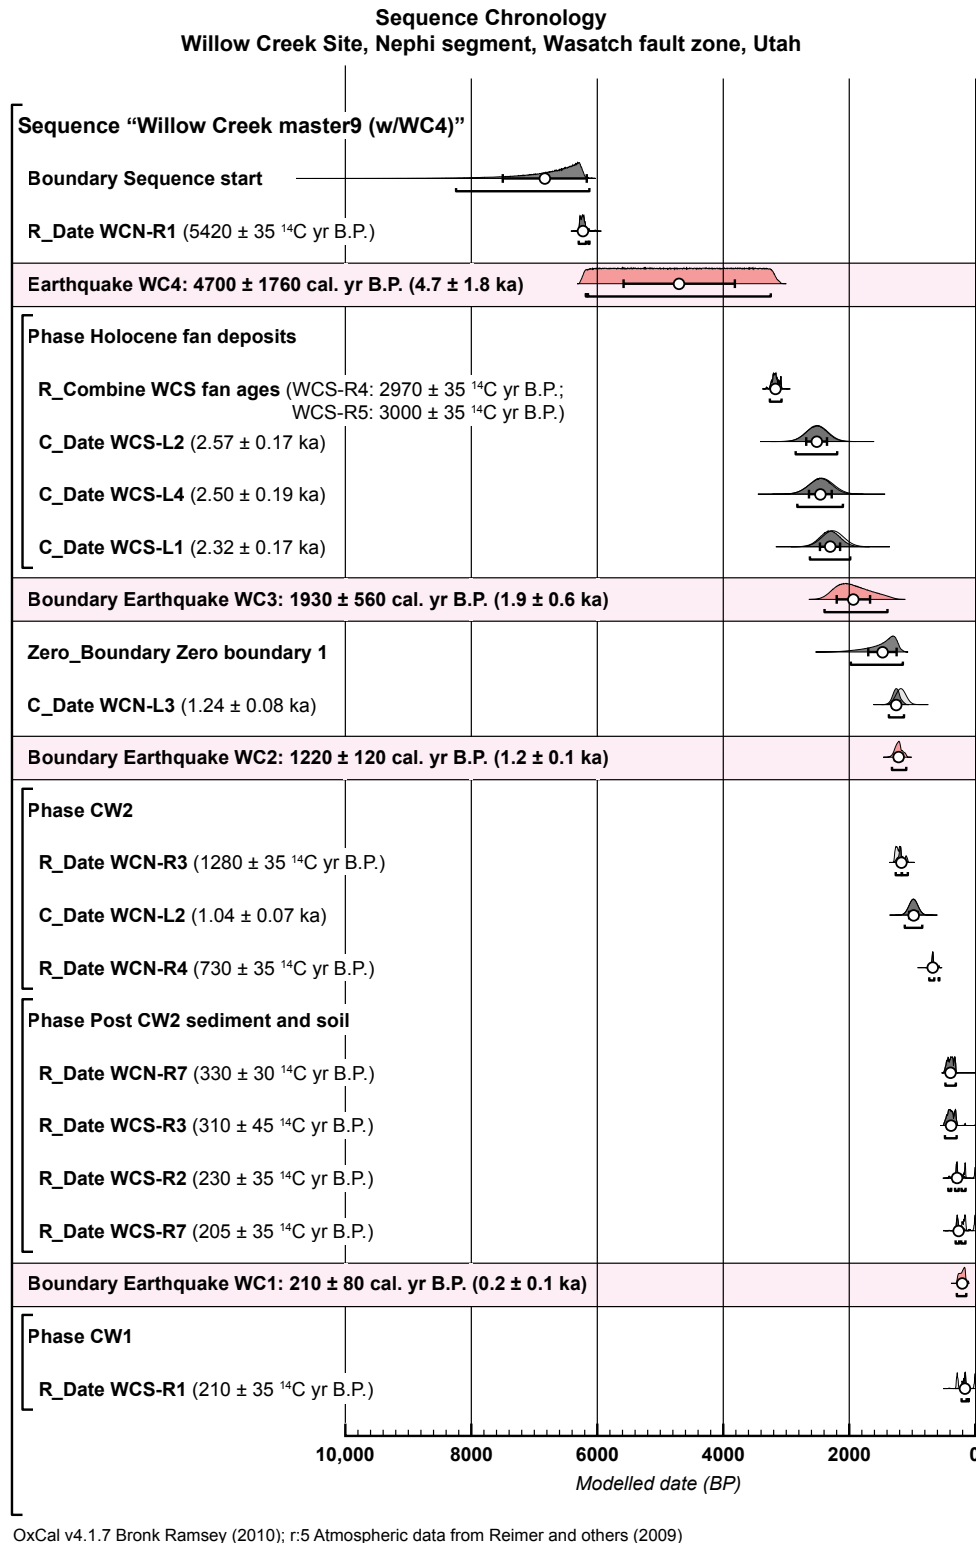 Sequence Chronology
Willow Creek Site, Nephi segment, Wasatch fault zone, Utah
Sequence “Willow Creek master9 (w/WC4)”
Boundary Sequence start
R_Date WCN-R1 (5420 ± 35 ¹⁴C yr B.P.)
Earthquake WC4: 4700 ± 1760 cal. yr B.P. (4.7 ± 1.8 ka)
Phase Holocene fan deposits
R_Combine WCS fan ages (WCS-R4: 2970 ± 35 ¹⁴C yr B.P.;
WCS-R5: 3000 ± 35 ¹⁴C yr B.P.)
C_Date WCS-L2 (2.57 ± 0.17 ka)
C_Date WCS-L4 (2.50 ± 0.19 ka)
C_Date WCS-L1 (2.32 ± 0.17 ka)
Boundary Earthquake WC3: 1930 ± 560 cal. yr B.P. (1.9 ± 0.6 ka)
Zero_Boundary Zero boundary 1
C_Date WCN-L3 (1.24 ± 0.08 ka)
Boundary Earthquake WC2: 1220 ± 120 cal. yr B.P. (1.2 ± 0.1 ka)
Phase CW2
R_Date WCN-R3 (1280 ± 35 ¹⁴C yr B.P.)
C_Date WCN-L2 (1.04 ± 0.07 ka)
R_Date WCN-R4 (730 ± 35 ¹⁴C yr B.P.)
Phase Post CW2 sediment and soil
R_Date WCN-R7 (330 ± 30 ¹⁴C yr B.P.)
R_Date WCS-R3 (310 ± 45 ¹⁴C yr B.P.)
R_Date WCS-R2 (230 ± 35 ¹⁴C yr B.P.)
R_Date WCS-R7 (205 ± 35 ¹⁴C yr B.P.)
Boundary Earthquake WC1: 210 ± 80 cal. yr B.P. (0.2 ± 0.1 ka)
Phase CW1
R_Date WCS-R1 (210 ± 35 ¹⁴C yr B.P.)
10,000 8000 6000 4000 2000 0
Modelled date (BP)
OxCal v4.1.7 Bronk Ramsey (2010); r:5 Atmospheric data from Reimer and others (2009)